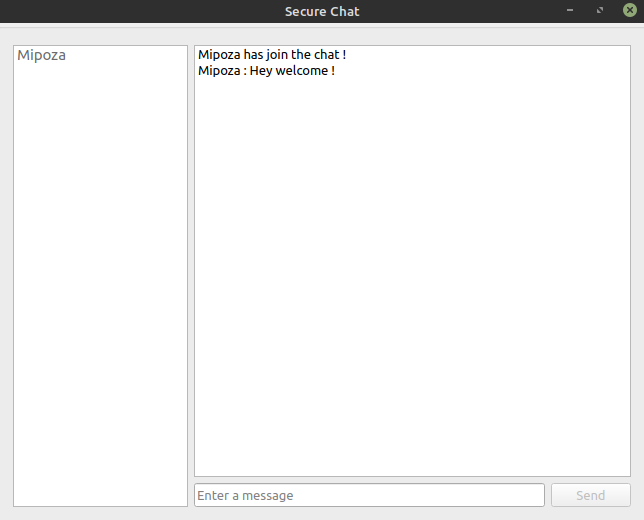 Secure Chat
Mipoza
Mipoza has join the chat !
Mipoza : Hey welcome !
Enter a message
Send